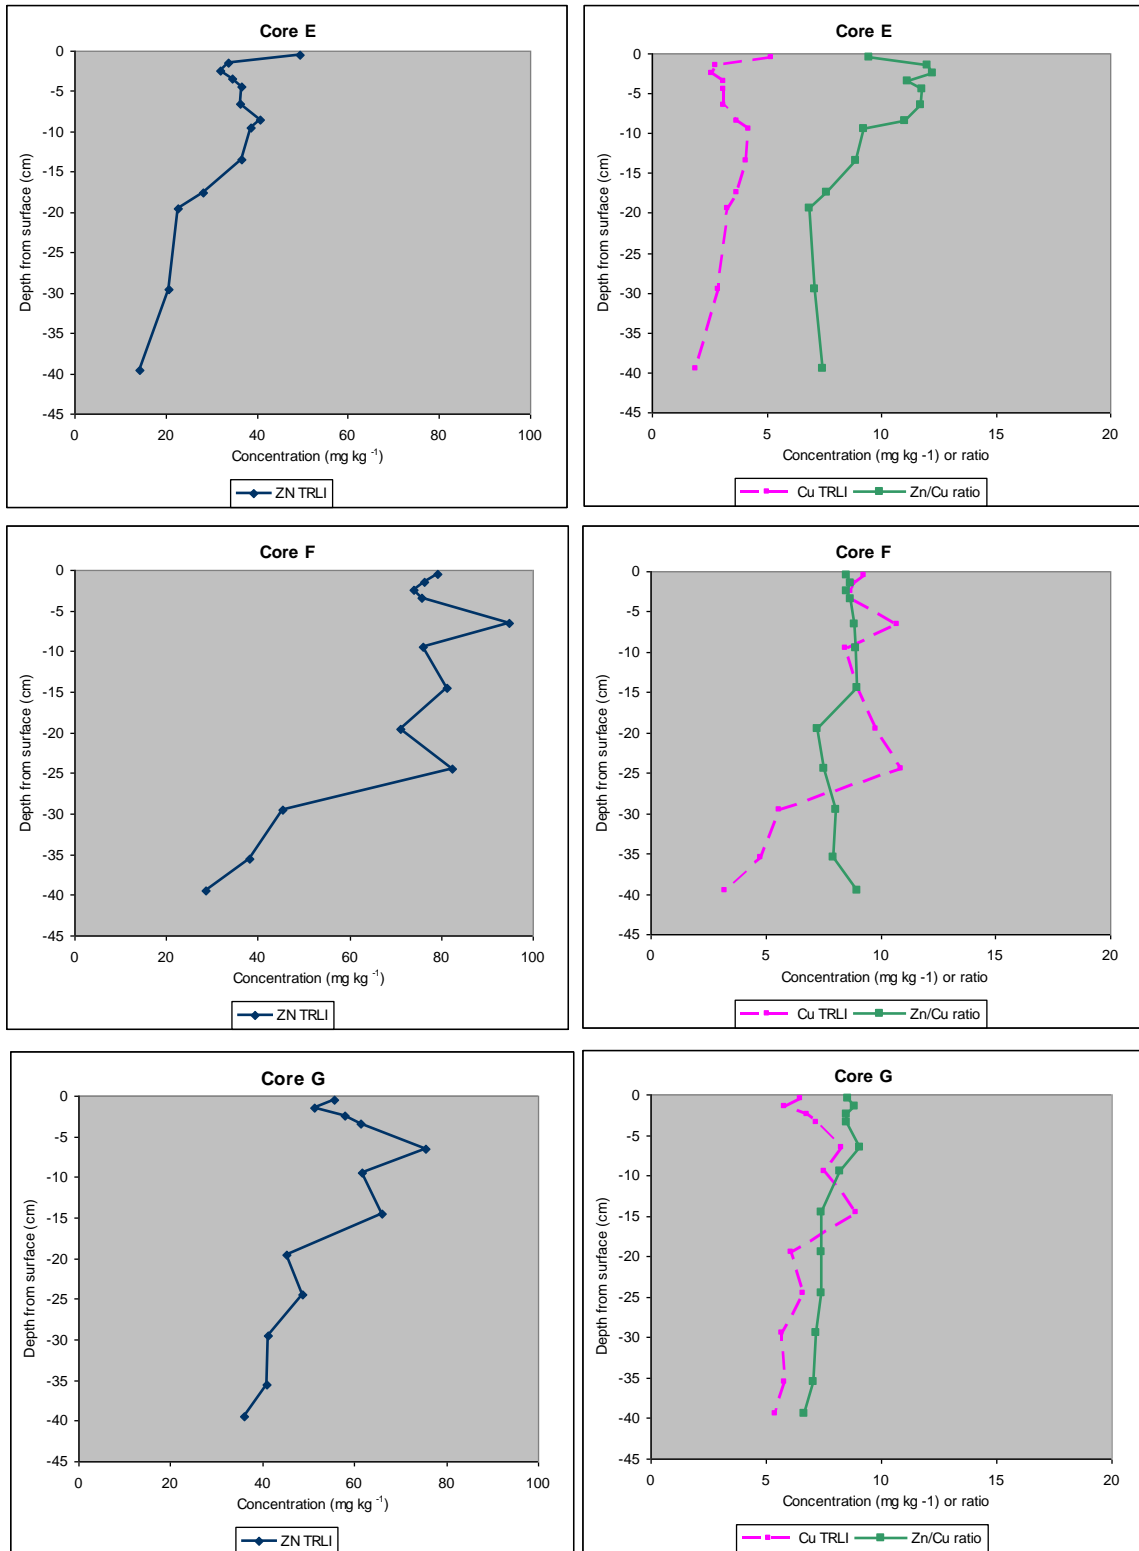 Core E
0
-5
-10
-15
-20
-25
-30
-35
-40
-45
Depth from surface (cm)
0 20 40 60 80 100
Concentration (mg kg -1)
ZN TRLI
Core E
0
-5
-10
-15
-20
-25
-30
-35
-40
-45
Depth from surface (cm)
0 5 10 15 20
Concentration (mg kg -1) or ratio
Cu TRLI Zn/Cu ratio
Core F
0
-5
-10
-15
-20
-25
-30
-35
-40
-45
Depth from surface (cm)
0 20 40 60 80 100
Concentration (mg kg -1)
ZN TRLI
Core F
0
-5
-10
-15
-20
-25
-30
-35
-40
-45
Depth from surface (cm)
0 5 10 15 20
Concentration (mg kg -1) or ratio
Cu TRLI Zn/Cu ratio
Core G
0
-5
-10
-15
-20
-25
-30
-35
-40
-45
Depth from surface (cm)
0 20 40 60 80 100
Concentration (mg kg -1)
ZN TRLI
Core G
0
-5
-10
-15
-20
-25
-30
-35
-40
-45
Depth from surface (cm)
0 5 10 15 20
Concentration (mg kg -1) or ratio
Cu TRLI Zn/Cu ratio